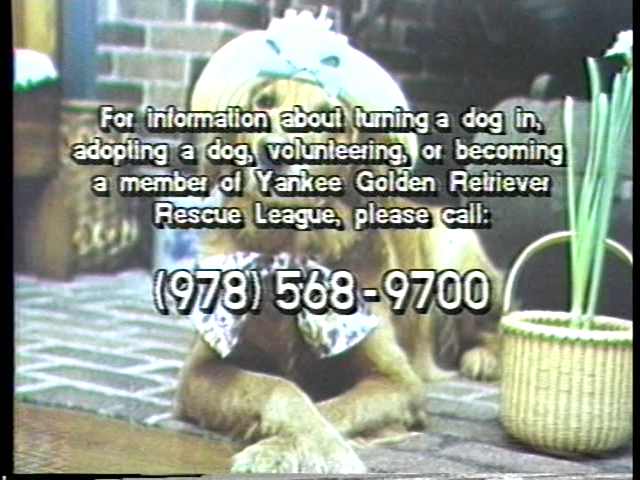 For information about turning a dog in,
adopting a dog, volunteering, or becoming
a member of Yankee Golden Retriever
Rescue League, please call:
(978) 568-9700